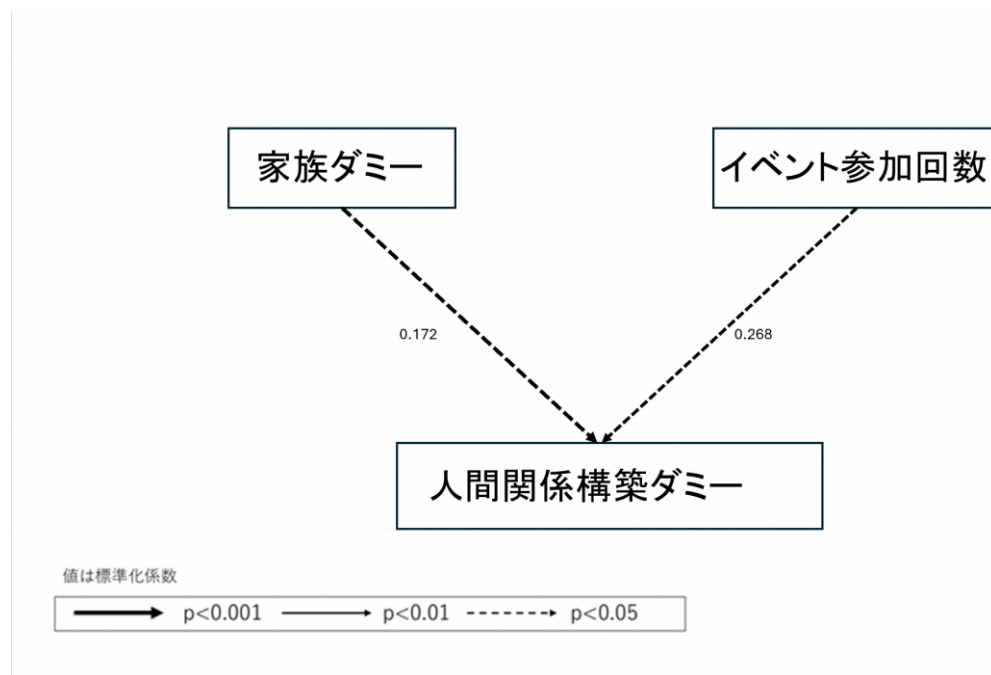 家族ダミー
イベント参加回数
0.172
0.268
人間関係構築ダミー
値は標準化係数
p<0.001 p<0.01 p<0.05